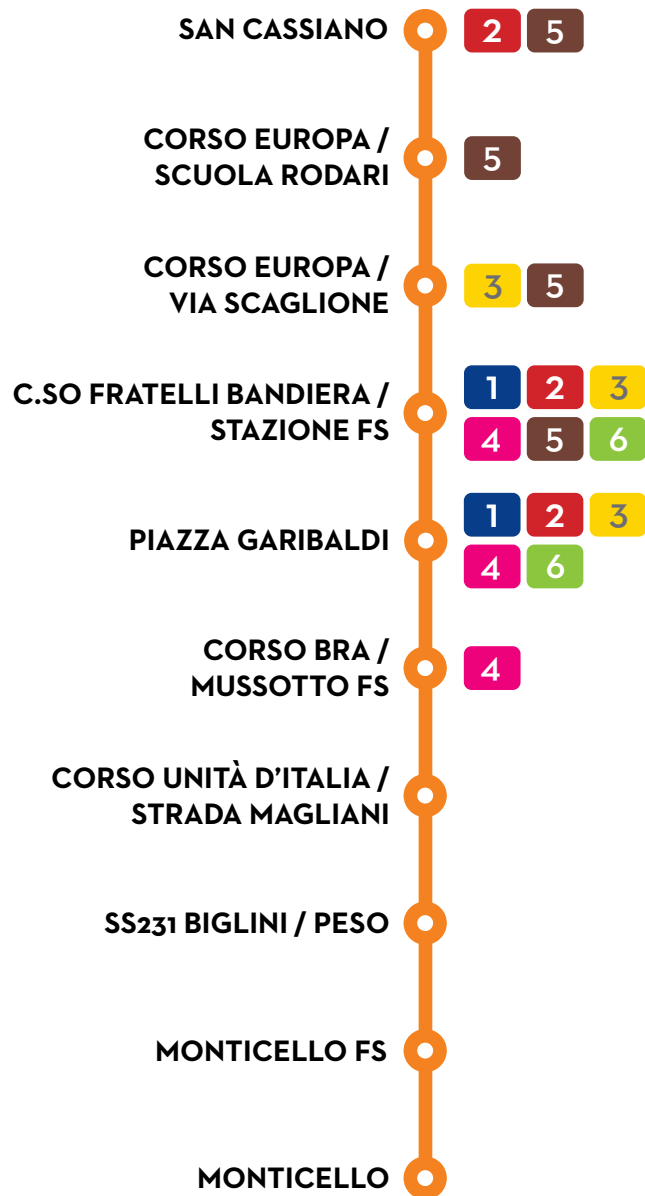 SAN CASSIANO 2 5
CORSO EUROPA /
SCUOLA RODARI
5
CORSO EUROPA /
VIA SCAGLIONE
3 5
C.SO FRATELLI BANDIERA /
STAZIONE FS
1 2 3
4 5 6
PIAZZA GARIBALDI
1 2 3
4 6
CORSO BRA /
MUSSOTTO FS
4
CORSO UNITÀ D'ITALIA /
STRADA MAGLIANI
SS231 BIGLINI / PESO
MONTICELLO FS
MONTICELLO